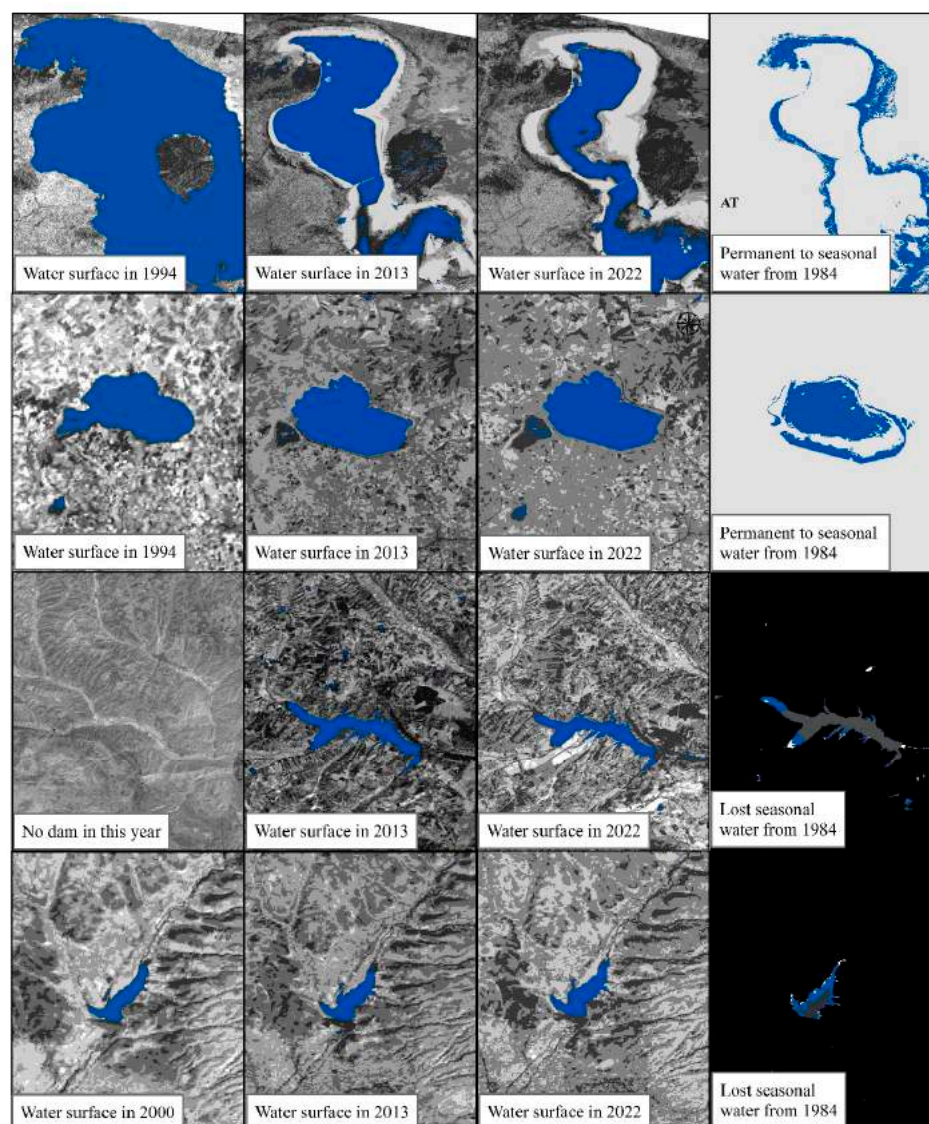 Water surface in 1994
Water surface in 2013
Water surface in 2022
AT
Permanent to seasonal
water from 1984
Water surface in 1994
Water surface in 2013
Water surface in 2022
Permanent to seasonal
water from 1984
No dam in this year
Water surface in 2013
Water surface in 2022
Lost seasonal
water from 1984
Water surface in 2000
Water surface in 2013
Water surface in 2022
Lost seasonal
water from 1984